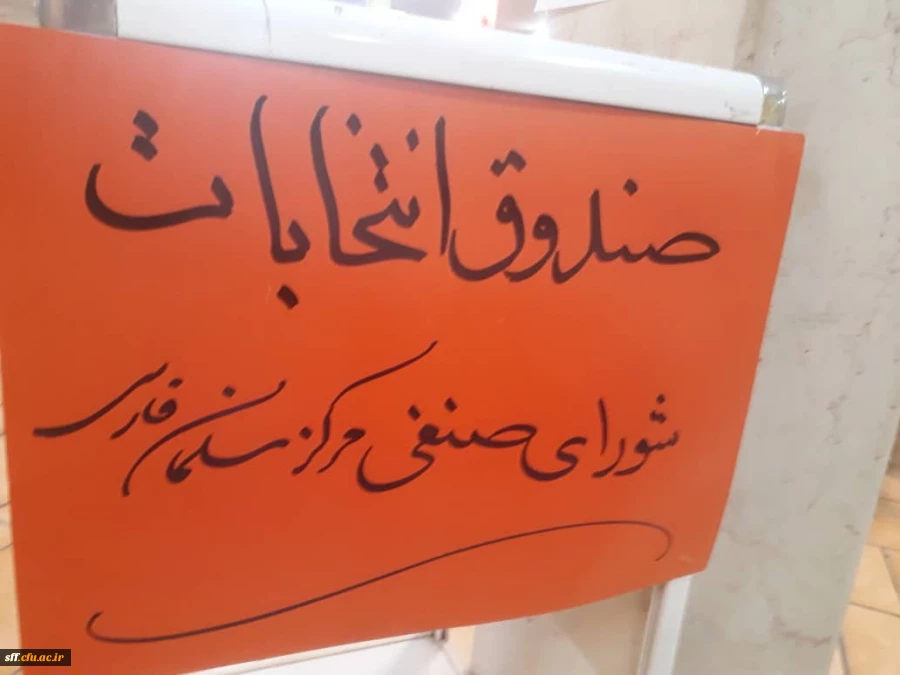 صندوق انتخابات
شورای صنفی مرکز سلمان فارسی
sff.cfu.ac.ir